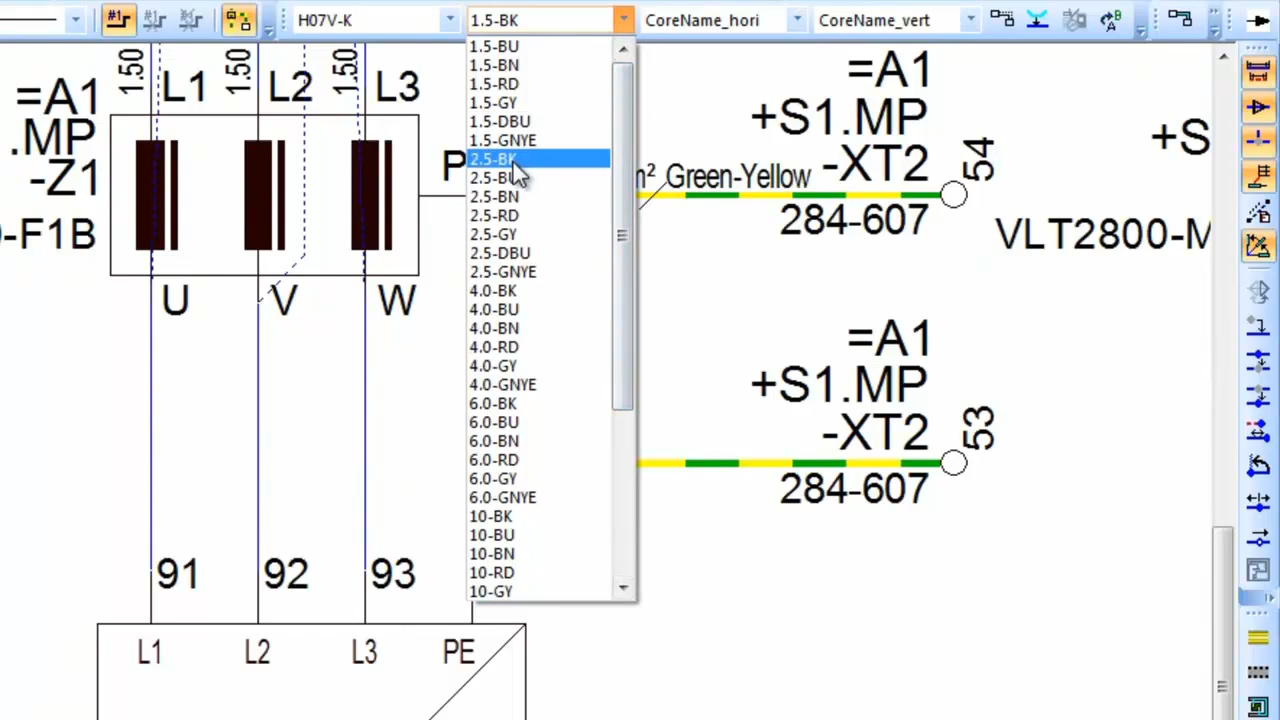 H07V-K
1.5-BK
CoreName_hori
CoreName_vert
1.5-BU
1.5-BN
1.5-RD
1.5-GY
1.5-DBU
1.5-GNYE
2.5-BK
2.5-BU
2.5-BN
2.5-RD
2.5-GY
2.5-DBU
2.5-GNYE
4.0-BK
4.0-BU
4.0-BN
4.0-RD
4.0-GY
4.0-GNYE
6.0-BK
6.0-BU
6.0-BN
6.0-RD
6.0-GY
6.0-GNYE
10-BK
10-BU
10-BN
10-RD
10-GY
1.50
L1
1.50
L2
1.50
L3
=A1
.MP
-Z1
-F1B
U
V
W
91
92
93
L1
L2
L3
PE
=A1
+S1.MP
-XT2
54
m² Green-Yellow
284-607
+S
VLT2800-M
=A1
+S1.MP
-XT2
53
284-607